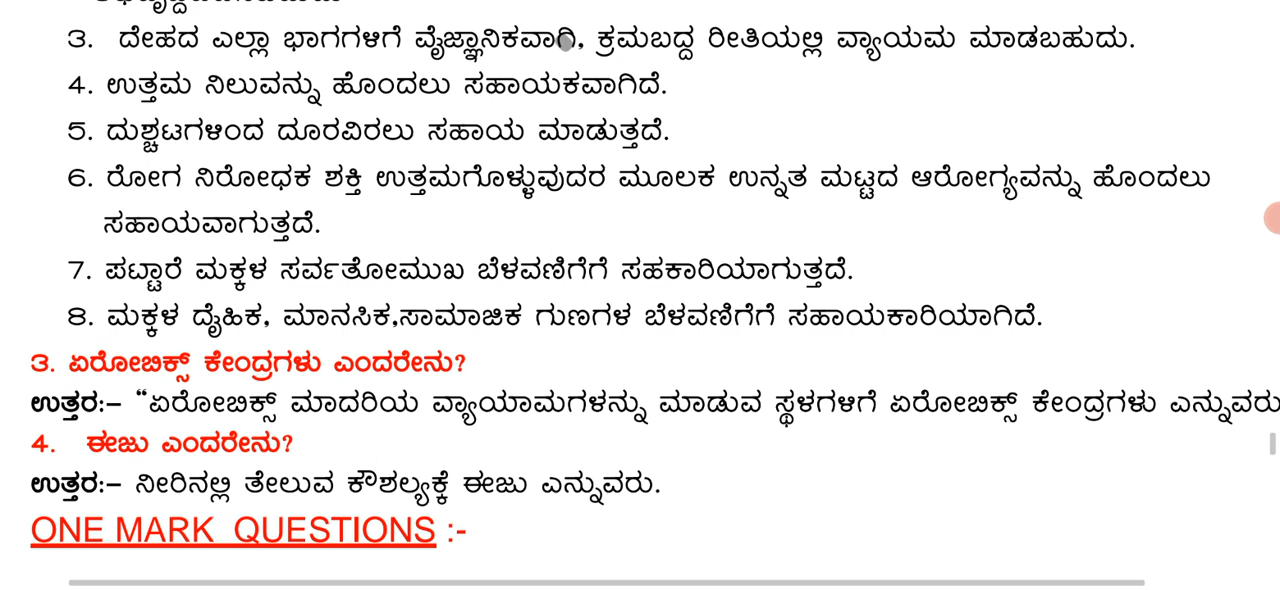 3. ದೇಹದ ಎಲ್ಲಾ ಭಾಗಗಳಿಗೆ ವೈಜ್ಞಾನಿಕವಾಗಿ, ಕ್ರಮಬದ್ದ ರೀತಿಯಲ್ಲಿ ವ್ಯಾಯಮ ಮಾಡಬಹುದು.
4. ಉತ್ತಮ ನಿಲುವನ್ನು ಹೊಂದಲು ಸಹಾಯಕವಾಗಿದೆ.
5. ದುಶ್ಚಟಗಳಿಂದ ದೂರವಿರಲು ಸಹಾಯ ಮಾಡುತ್ತದೆ.
6. ರೋಗ ನಿರೋಧಕ ಶಕ್ತಿ ಉತ್ತಮಗೊಳ್ಳುವುದರ ಮೂಲಕ ಉನ್ನತ ಮಟ್ಟದ ಆರೋಗ್ಯವನ್ನು ಹೊಂದಲು
ಸಹಾಯವಾಗುತ್ತದೆ.
7. ಪಟ್ಟಾರೆ ಮಕ್ಕಳ ಸರ್ವತೋಮುಖ ಬೆಳವಣಿಗೆಗೆ ಸಹಕಾರಿಯಾಗುತ್ತದೆ.
8. ಮಕ್ಕಳ ದೈಹಿಕ, ಮಾನಸಿಕ,ಸಾಮಾಜಿಕ ಗುಣಗಳ ಬೆಳವಣಿಗೆಗೆ ಸಹಾಯಕಾರಿಯಾಗಿದೆ.
3. ಏರೋಬಿಕ್ಸ್ ಕೇಂದ್ರಗಳು ಎಂದರೇನು?
ಉತ್ತರ:– “ಏರೋಬಿಕ್ಸ್ ಮಾದರಿಯ ವ್ಯಾಯಾಮಗಳನ್ನು ಮಾಡುವ ಸ್ಥಳಗಳಿಗೆ ಏರೋಬಿಕ್ಸ್ ಕೇಂದ್ರಗಳು ಎನ್ನುವರು
4. ಈಜು ಎಂದರೇನು?
ಉತ್ತರ:– ನೀರಿನಲ್ಲಿ ತೇಲುವ ಕೌಶಲ್ಯಕ್ಕೆ ಈಜು ಎನ್ನುವರು.
ONE MARK QUESTIONS :-